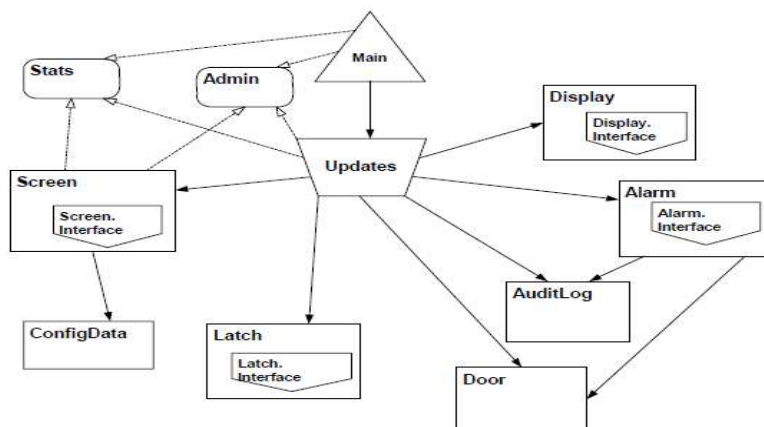 Main
Stats
Admin
Display
Display.
Interface
Updates
Screen
Screen.
Interface
Alarm
Alarm.
Interface
AuditLog
ConfigData
Latch
Latch.
Interface
Door